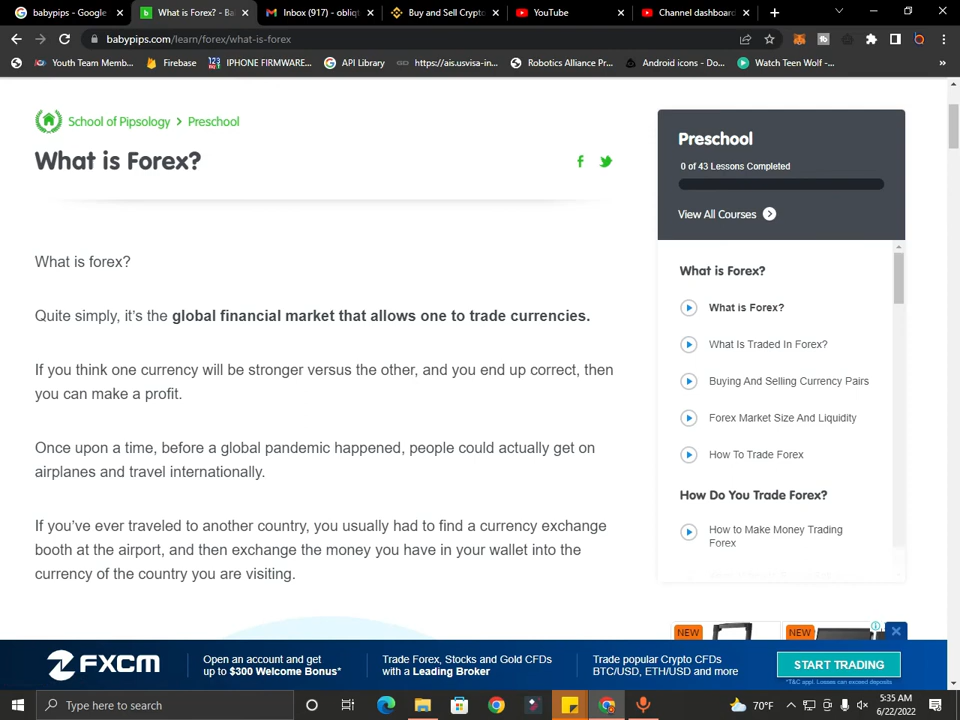 babypips - Google
What is Forex? - Ba
Inbox (917) - obliq
Buy and Sell Crypto
YouTube
Channel dashboard
babypips.com/learn/forex/what-is-forex
Youth Team Memb...
Firebase
IPHONE FIRMWARE...
API Library
https://ais.usvisa-in...
Robotics Alliance Pr...
Android icons - Do...
Watch Teen Wolf -...
School of Pipsology > Preschool
What is Forex?
What is forex?
Quite simply, it's the global financial market that allows one to trade currencies.
If you think one currency will be stronger versus the other, and you end up correct, then
you can make a profit.
Once upon a time, before a global pandemic happened, people could actually get on
airplanes and travel internationally.
If you've ever traveled to another country, you usually had to find a currency exchange
booth at the airport, and then exchange the money you have in your wallet into the
currency of the country you are visiting.
Preschool
0 of 43 Lessons Completed
View All Courses
What is Forex?
What is Forex?
What Is Traded In Forex?
Buying And Selling Currency Pairs
Forex Market Size And Liquidity
How To Trade Forex
How Do You Trade Forex?
How to Make Money Trading
Forex
NEW
NEW
FXCM
Open an account and get
up to $300 Welcome Bonus*
Trade Forex, Stocks and Gold CFDs
with a Leading Broker
Trade popular Crypto CFDs
BTC/USD, ETH/USD and more
START TRADING
*T&C appl. Losses can exceed deposits
Type here to search
70°F
5:35 AM
6/22/2022